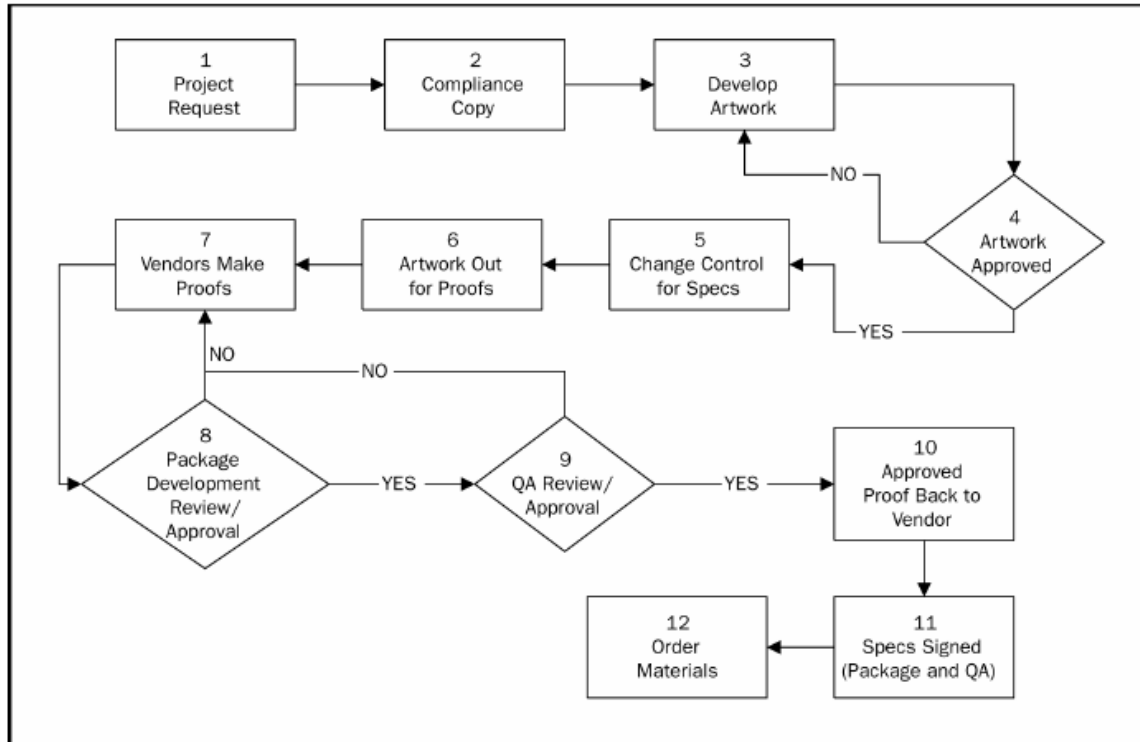 1
Project
Request
2
Compliance
Copy
3
Develop
Artwork
NO
4
Artwork
Approved
7
Vendors Make
Proofs
6
Artwork Out
for Proofs
5
Change Control
for Specs
YES
NO
NO
8
Package
Development
Review/
Approval
YES
9
QA Review/
Approval
YES
10
Approved
Proof Back to
Vendor
12
Order
Materials
11
Specs Signed
(Package and QA)